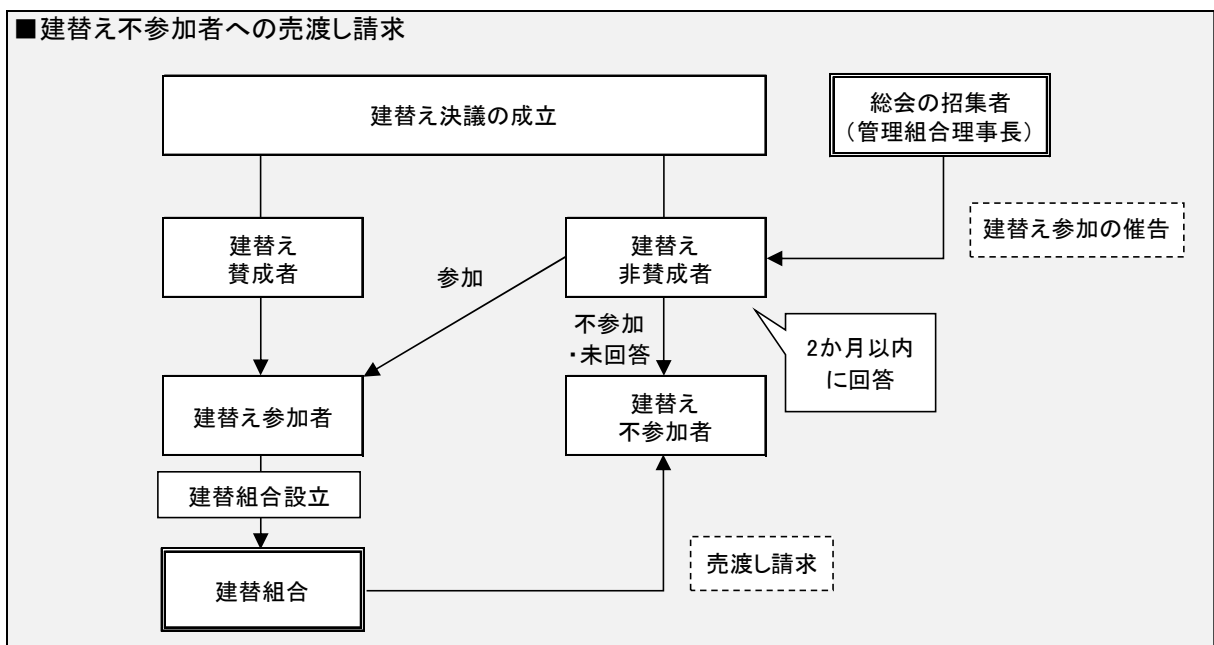 ■建替え不参加者への売渡し請求
建替え決議の成立
総会の招集者
（管理組合理事長）
建替え参加の催告
建替え
賛成者
参加
建替え
非賛成者
不参加
・未回答
2か月以内
に回答
建替え参加者
建替え
不参加者
建替組合設立
売渡し請求
建替組合